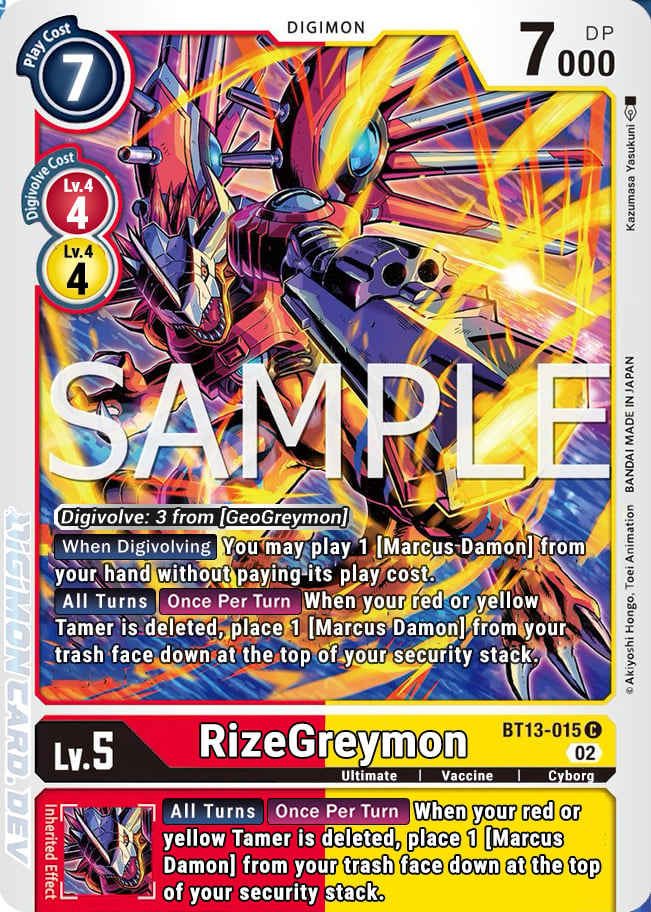 DIGIMON
Play Cost
7
7000
DP
Digivolve Cost
Lv.4
4
Lv.4
4
Kazumasa Yasukuni
SAMPLE
BANDAI MADE IN JAPAN
© Akiyoshi Hongo, Toei Animation
DIGIMONCARD.DEV
Digivolve: 3 from [GeoGreymon]
When Digivolving You may play 1 [Marcus Damon] from
your hand without paying its play cost.
All Turns Once Per Turn When your red or yellow
Tamer is deleted, place 1 [Marcus Damon] from your
trash face down at the top of your security stack.
Lv.5
RizeGreymon
BT13-015 C
02
Ultimate | Vaccine | Cyborg
Inherited Effect
All Turns Once Per Turn When your red or
yellow Tamer is deleted, place 1 [Marcus
Damon] from your trash face down at the top
of your security stack.